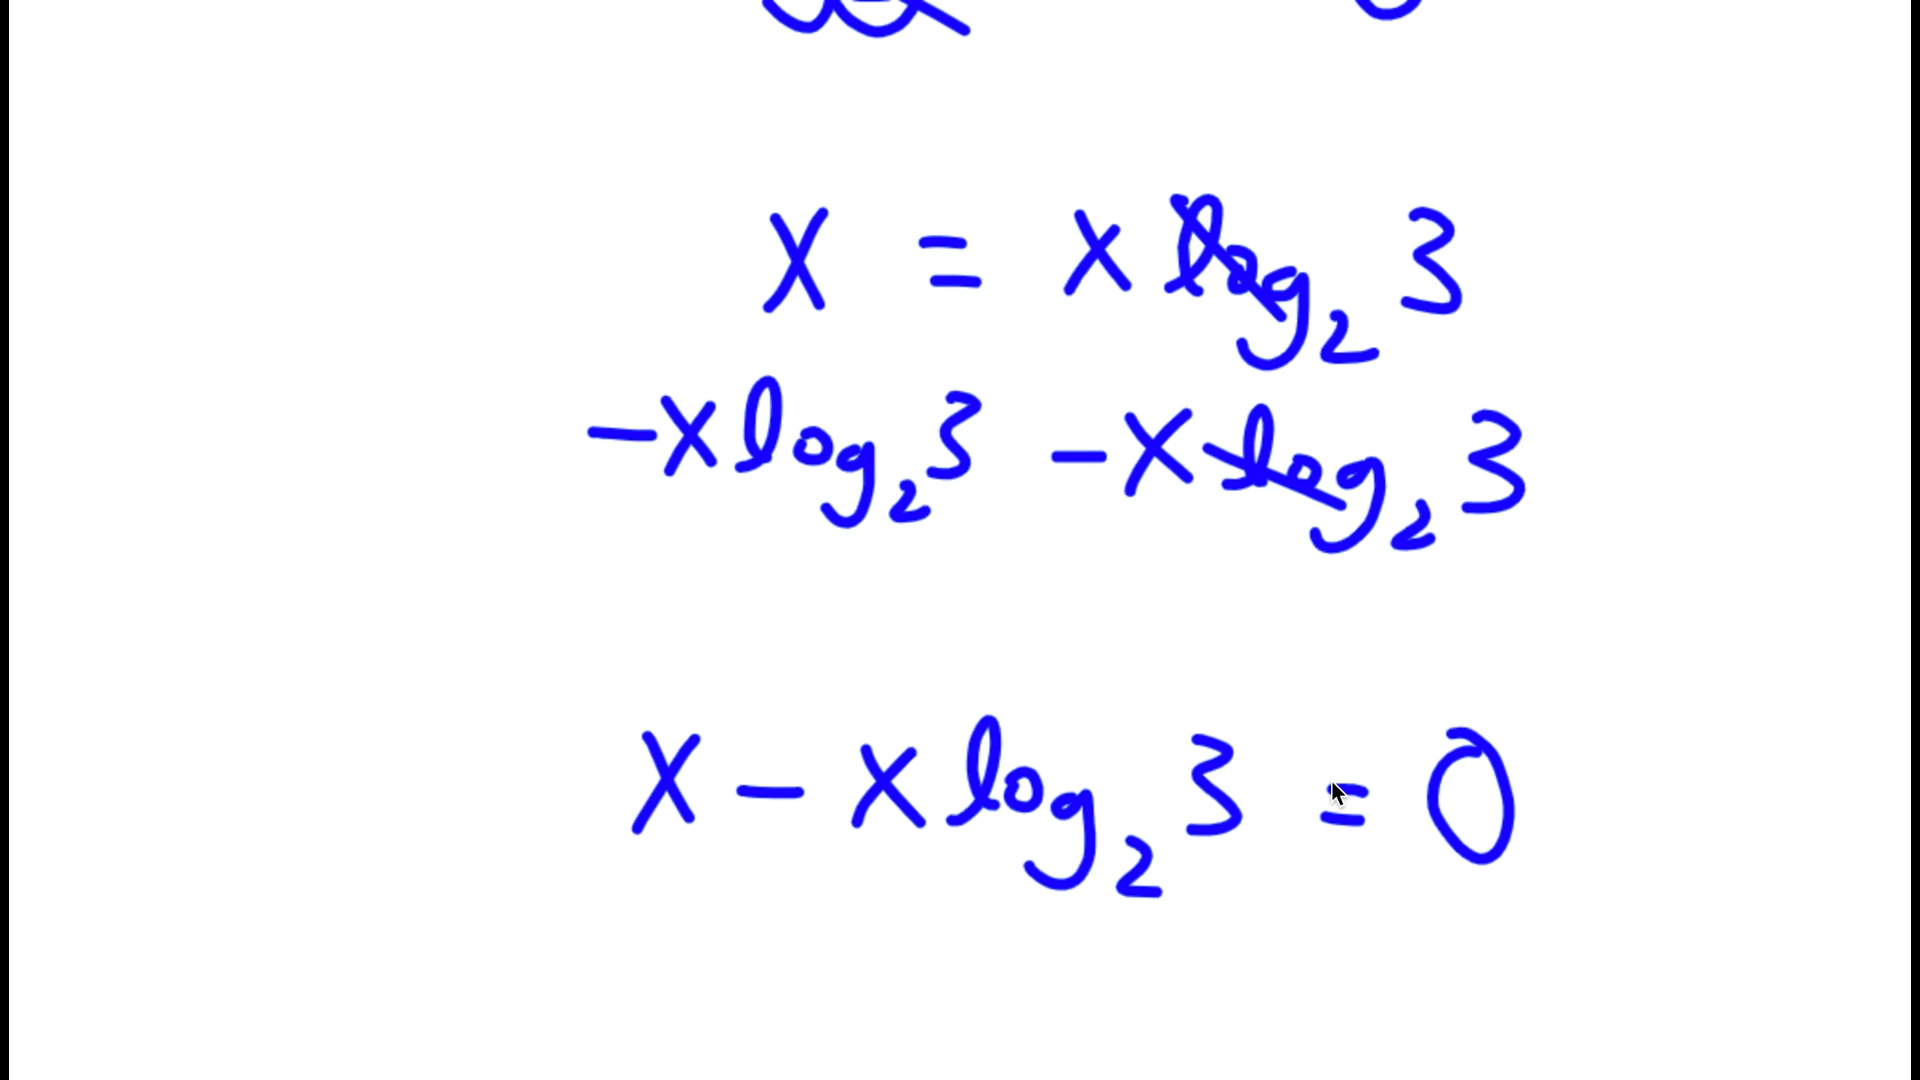 x = x log₂ 3
-x log₂ 3 -x log₂ 3
x - x log₂ 3 = 0